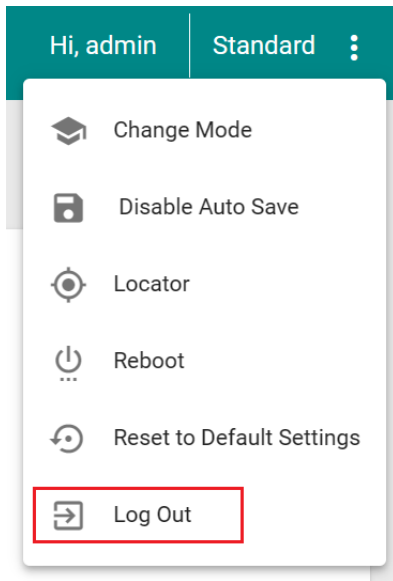 Hi, admin
Standard
Change Mode
Disable Auto Save
Locator
Reboot
Reset to Default Settings
Log Out